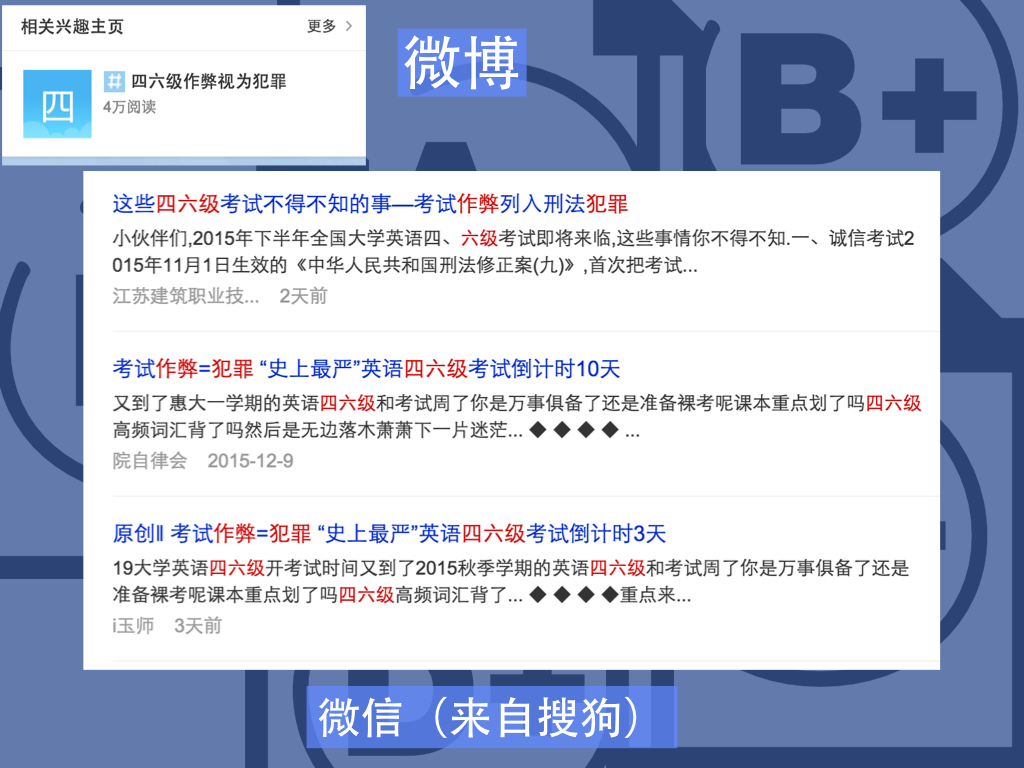 相关兴趣主页
更多 >
微博
四
# 四六级作弊视为犯罪
4万阅读
B+
A
这些四六级考试不得不知的事—考试作弊列入刑法犯罪
小伙伴们,2015年下半年全国大学英语四、六级考试即将来临,这些事情你不得不知.一、诚信考试2
015年11月1日生效的《中华人民共和国刑法修正案(九)》,首次把考试...
江苏建筑职业技... 2天前
考试作弊=犯罪 “史上最严”英语四六级考试倒计时10天
又到了惠大一学期的英语四六级和考试周了你是万事俱备了还是准备裸考呢课本重点划了吗四六级
高频词汇背了吗然后是无边落木萧萧下一片迷茫... ◆ ◆ ◆ ◆ ...
院自律会 2015-12-9
原创‖ 考试作弊=犯罪 “史上最严”英语四六级考试倒计时3天
19大学英语四六级开考试时间又到了2015秋季学期的英语四六级和考试周了你是万事俱备了还是
准备裸考呢课本重点划了吗四六级高频词汇背了... ◆ ◆ ◆ ◆重点来...
i玉师 3天前
微信（来自搜狗）